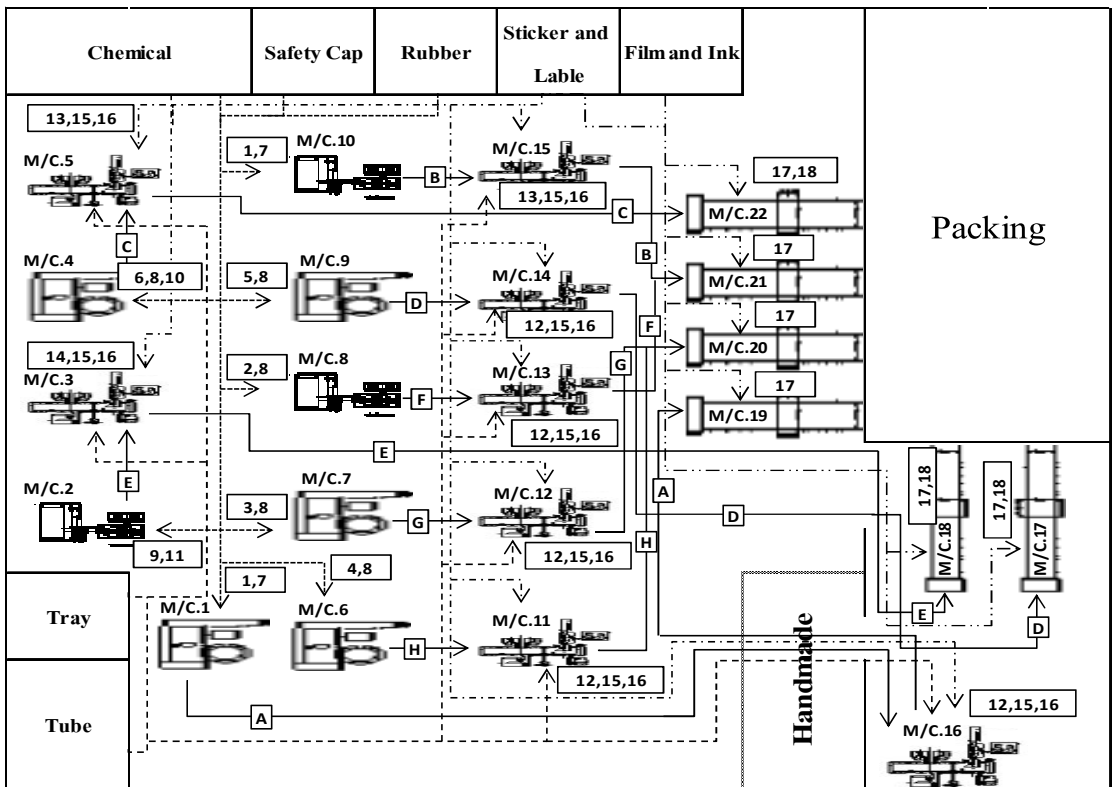 Chemical
Safety Cap
Rubber
Sticker and
Lable
Film and Ink
Packing
13,15,16
M/C.5
1,7
M/C.10
B
M/C.15
13,15,16
17,18
M/C.22
C
C
M/C.4
6,8,10
5,8
M/C.9
D
M/C.14
12,15,16
B
17
M/C.21
F
17
M/C.20
14,15,16
M/C.3
2,8
M/C.8
F
M/C.13
12,15,16
G
17
M/C.19
E
E
M/C.2
9,11
3,8
M/C.7
G
M/C.12
12,15,16
H
A
D
17,18
M/C.18
17,18
M/C.17
E
D
Tray
1,7
M/C.1
4,8
M/C.6
H
M/C.11
12,15,16
Tube
A
Handmade
12,15,16
M/C.16